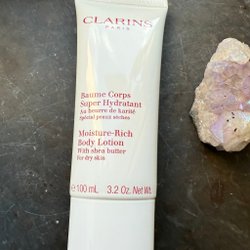 CLARINS
PARIS
Baume Corps
Super Hydratant
Au beurre de karité
Spécial peaux sèches
Moisture-Rich
Body Lotion
With shea butter
for dry skin
℮ 100 mL 3.2 Oz. Net Wt.